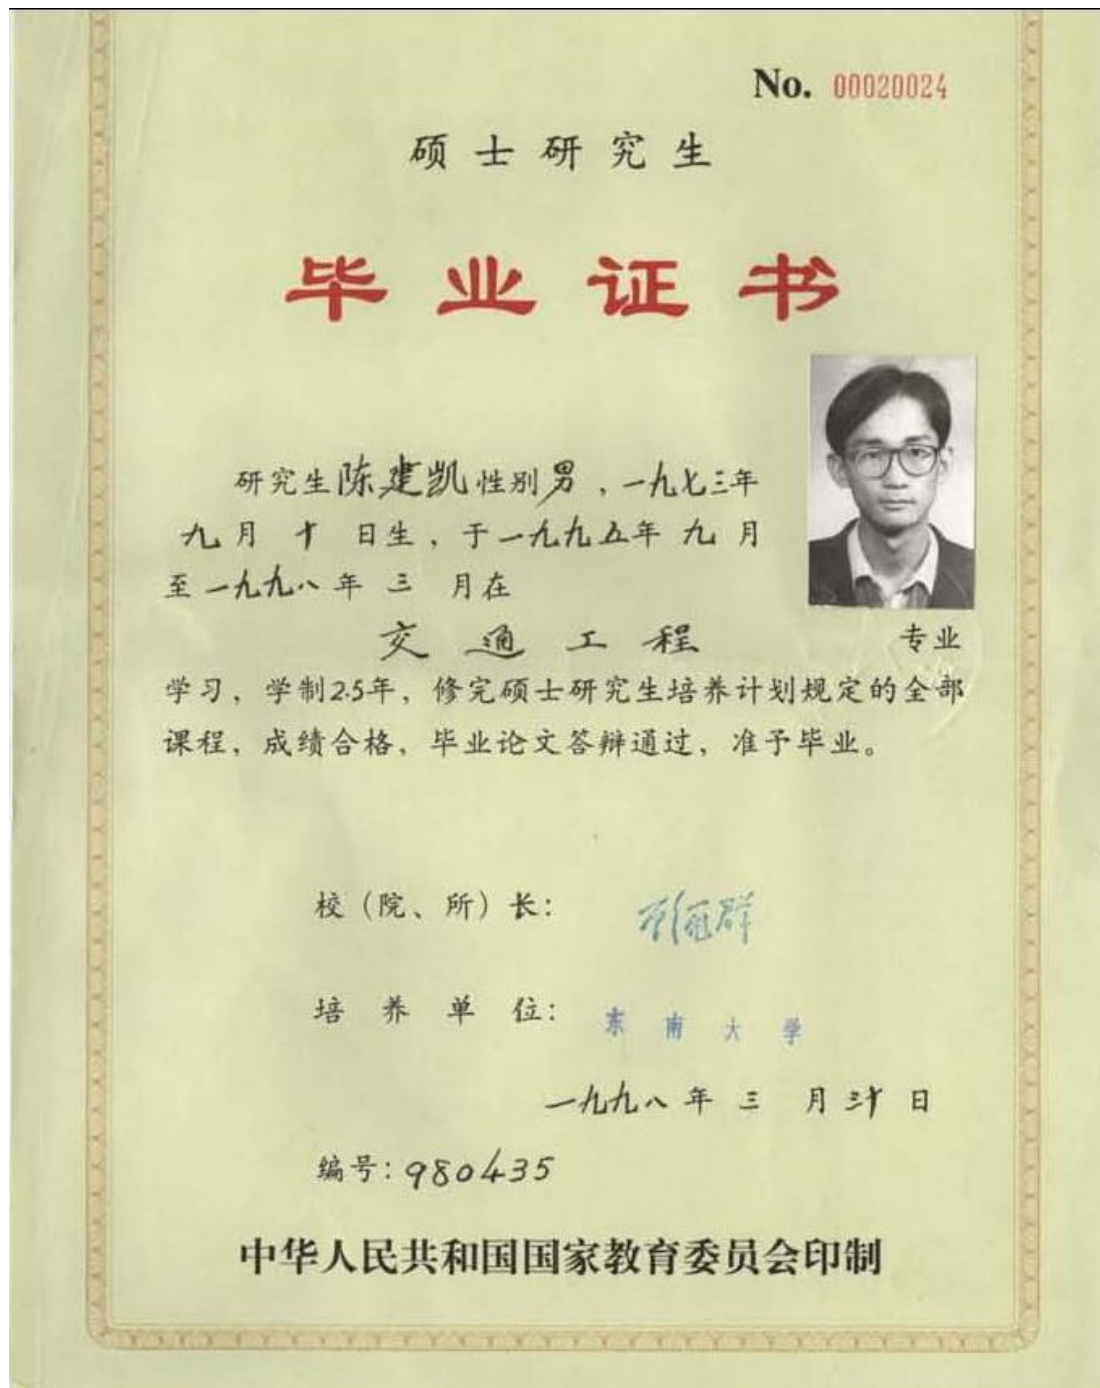 No. 00020024
硕士研究生
毕业证书
研究生陈建凯性别男，一九七三年
九月十日生，于一九九五年九月
至一九九八年三月在
交通工程专业
学习，学制2.5年，修完硕士研究生培养计划规定的全部
课程，成绩合格，毕业论文答辩通过，准予毕业。
校（院、所）长：
培养单位：东南大学
一九九八年三月三十日
编号：980435
中华人民共和国国家教育委员会印制